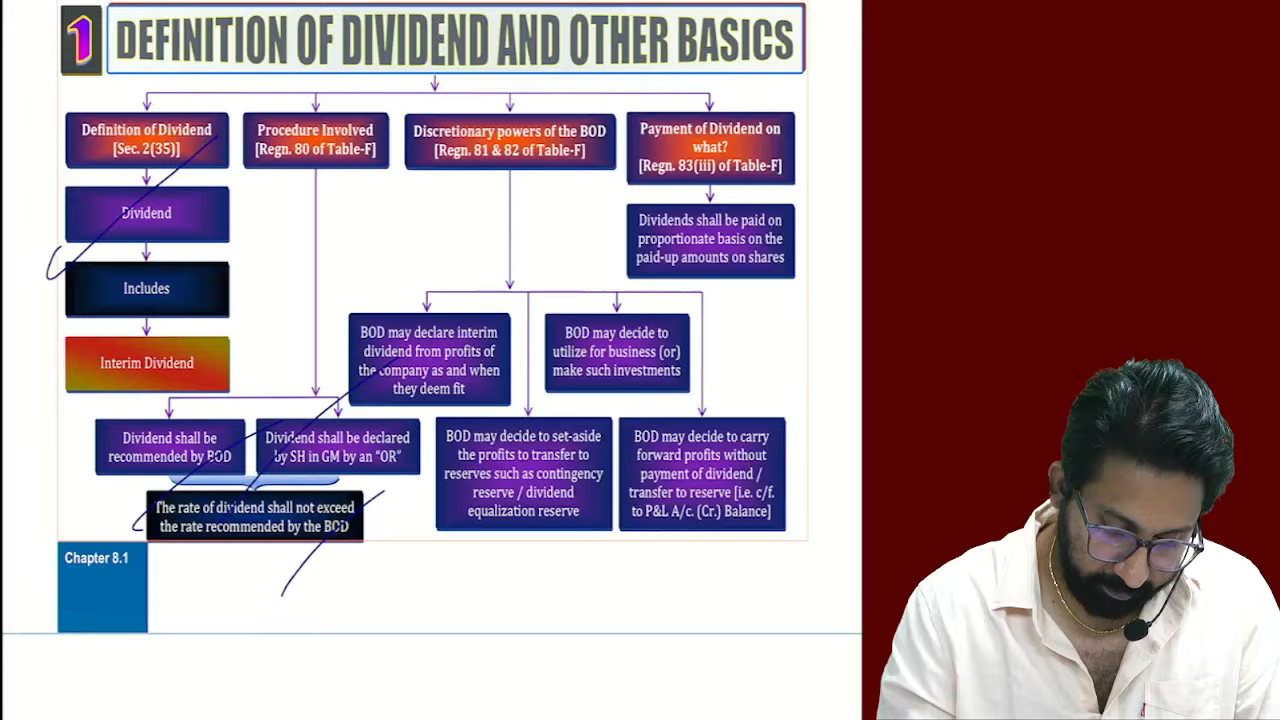 1
DEFINITION OF DIVIDEND AND OTHER BASICS
Definition of Dividend
[Sec. 2(35)]
Dividend
Includes
Interim Dividend
Procedure Involved
[Regn. 80 of Table-F]
Dividend shall be
recommended by BOD
Dividend shall be declared
by SH in GM by an “OR”
The rate of dividend shall not exceed
the rate recommended by the BOD
Discretionary powers of the BOD
[Regn. 81 & 82 of Table-F]
BOD may declare interim
dividend from profits of
the company as and when
they deem fit
BOD may decide to set-aside
the profits to transfer to
reserves such as contingency
reserve / dividend
equalization reserve
BOD may decide to
utilize for business (or)
make such investments
BOD may decide to carry
forward profits without
payment of dividend /
transfer to reserve [i.e. c/f.
to P&L A/c. (Cr.) Balance]
Payment of Dividend on
what?
[Regn. 83(iii) of Table-F]
Dividends shall be paid on
proportionate basis on the
paid-up amounts on shares
Chapter 8.1